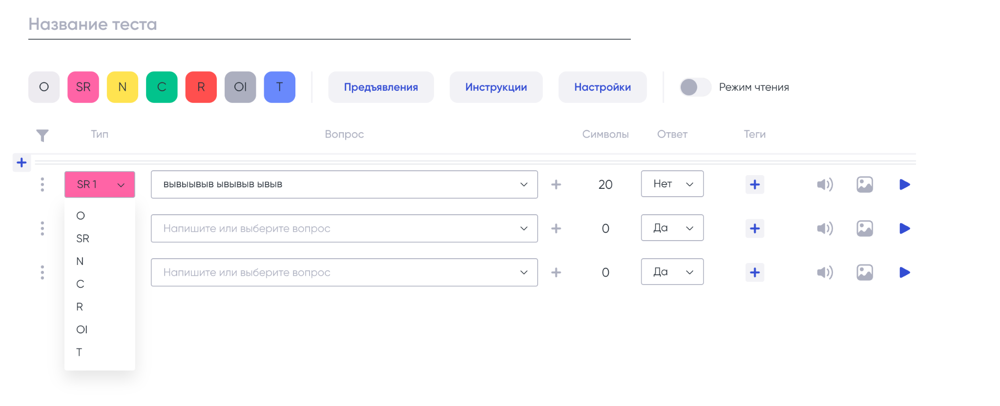 Название теста
O SR N C R OI T Предъявления Инструкции Настройки Режим чтения
Тип Вопрос Символы Ответ Теги
SR 1 вывыывыв ывывыв ывыв 20 Нет
O
Напишите или выберите вопрос 0 Да
SR
N
Напишите или выберите вопрос 0 Да
C
R
OI
T